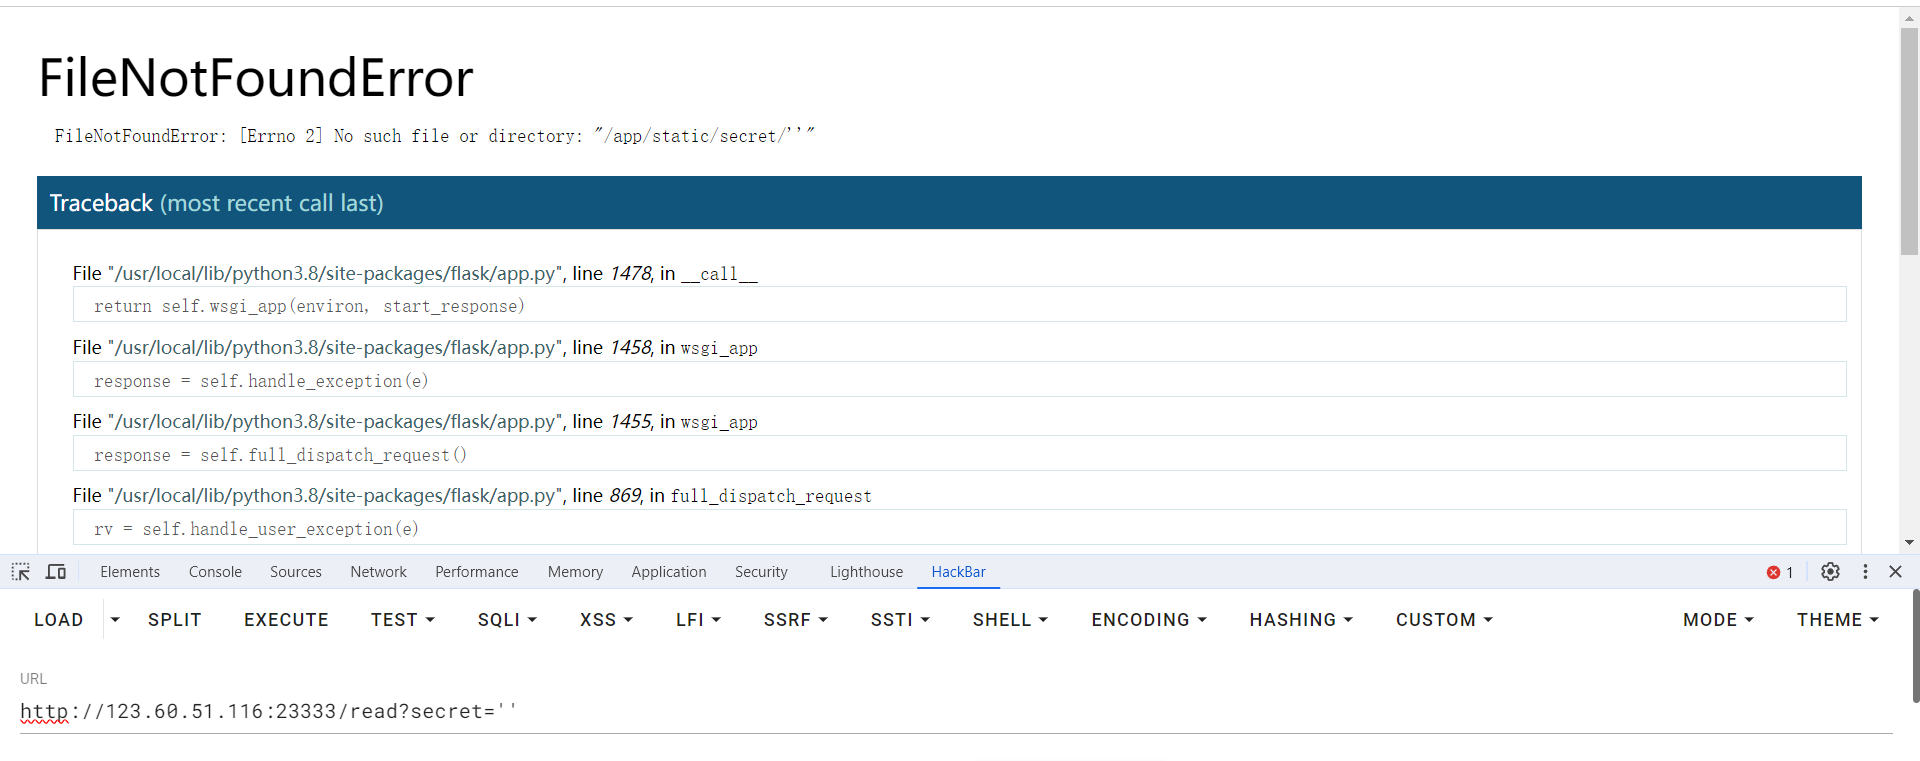 FileNotFoundError
FileNotFoundError: [Errno 2] No such file or directory: "/app/static/secret/''"
Traceback (most recent call last)
File "/usr/local/lib/python3.8/site-packages/flask/app.py", line 1478, in __call__
return self.wsgi_app(environ, start_response)
File "/usr/local/lib/python3.8/site-packages/flask/app.py", line 1458, in wsgi_app
response = self.handle_exception(e)
File "/usr/local/lib/python3.8/site-packages/flask/app.py", line 1455, in wsgi_app
response = self.full_dispatch_request()
File "/usr/local/lib/python3.8/site-packages/flask/app.py", line 869, in full_dispatch_request
rv = self.handle_user_exception(e)
Elements Console Sources Network Performance Memory Application Security Lighthouse HackBar 1
LOAD SPLIT EXECUTE TEST SQLI XSS LFI SSRF SSTI SHELL ENCODING HASHING CUSTOM MODE THEME
URL
http://123.60.51.116:23333/read?secret=''